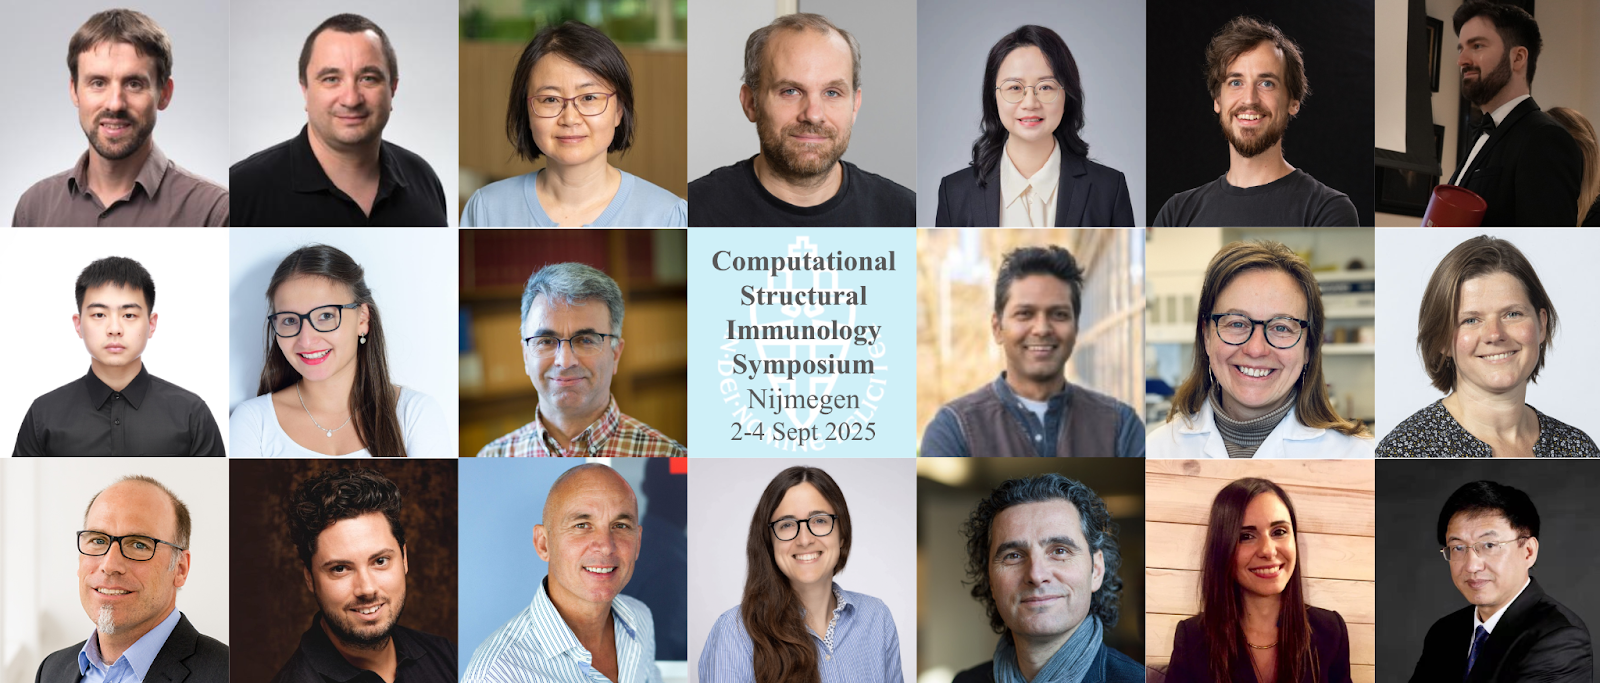 Computational
Structural
Immunology
Symposium
Nijmegen
2-4 Sept 2025